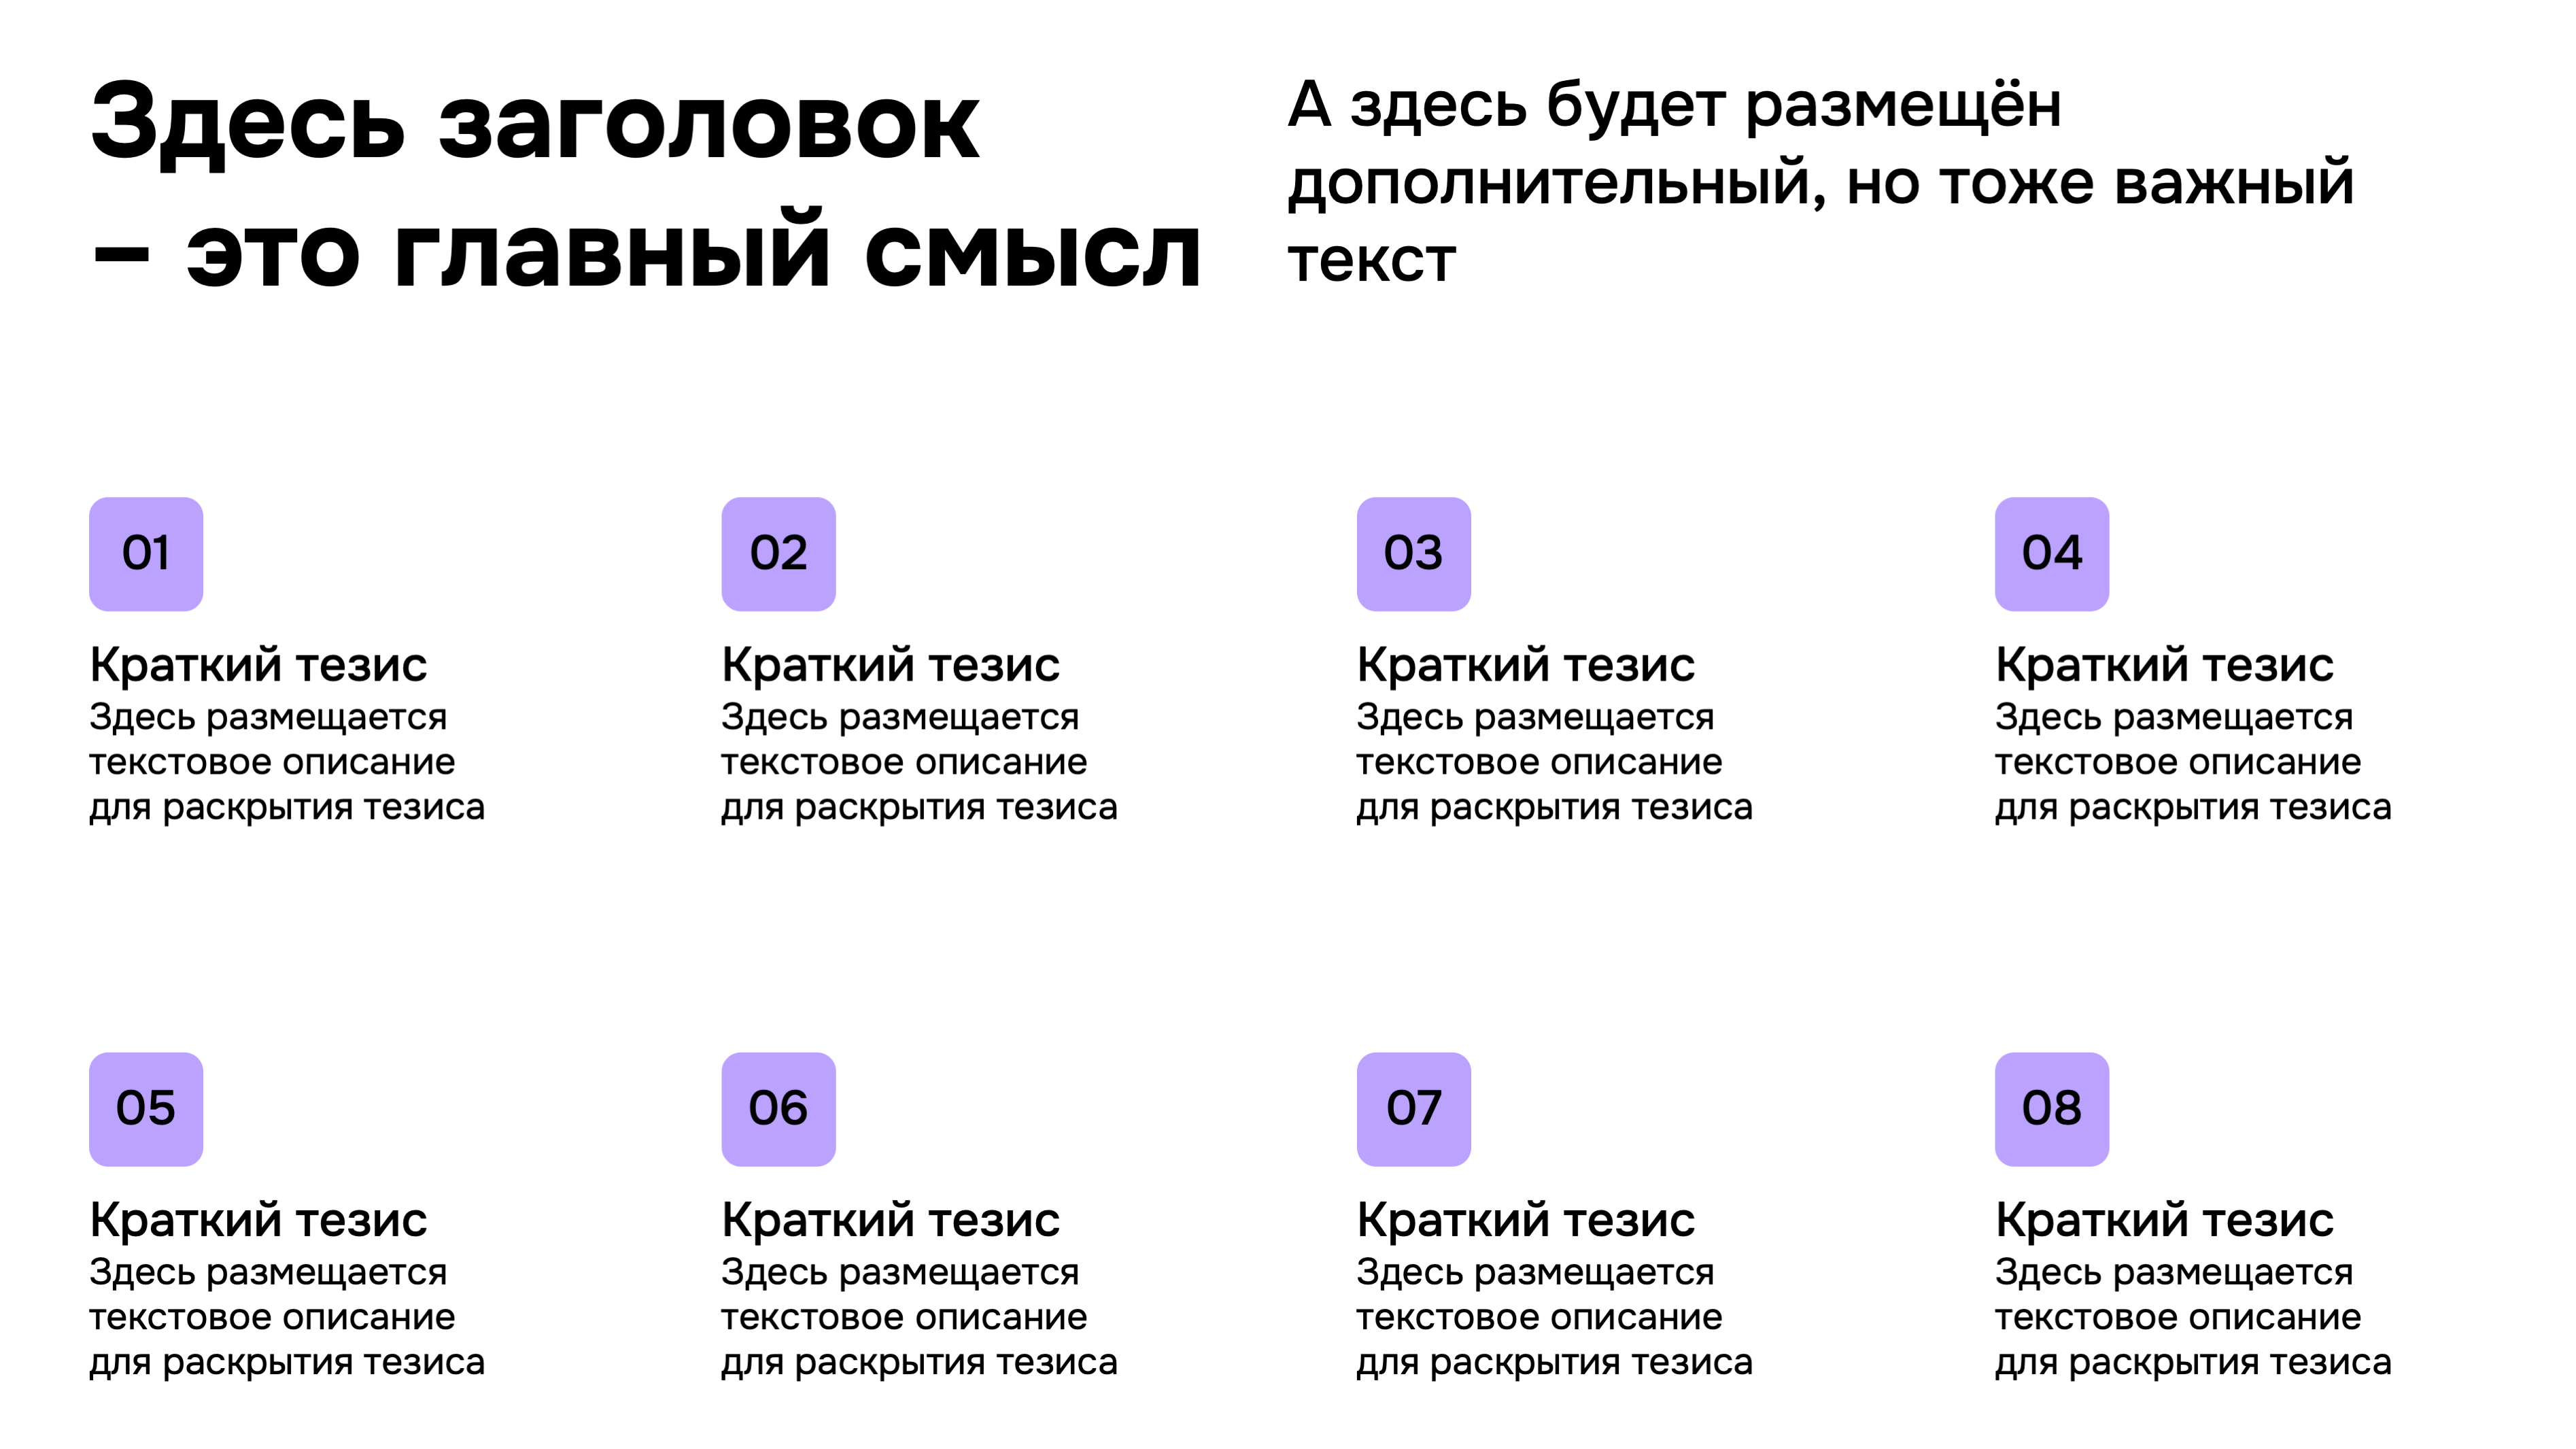 Здесь заголовок
– это главный смысл
А здесь будет размещён
дополнительный, но тоже важный
текст
01
Краткий тезис
Здесь размещается
текстовое описание
для раскрытия тезиса
02
Краткий тезис
Здесь размещается
текстовое описание
для раскрытия тезиса
03
Краткий тезис
Здесь размещается
текстовое описание
для раскрытия тезиса
04
Краткий тезис
Здесь размещается
текстовое описание
для раскрытия тезиса
05
Краткий тезис
Здесь размещается
текстовое описание
для раскрытия тезиса
06
Краткий тезис
Здесь размещается
текстовое описание
для раскрытия тезиса
07
Краткий тезис
Здесь размещается
текстовое описание
для раскрытия тезиса
08
Краткий тезис
Здесь размещается
текстовое описание
для раскрытия тезиса